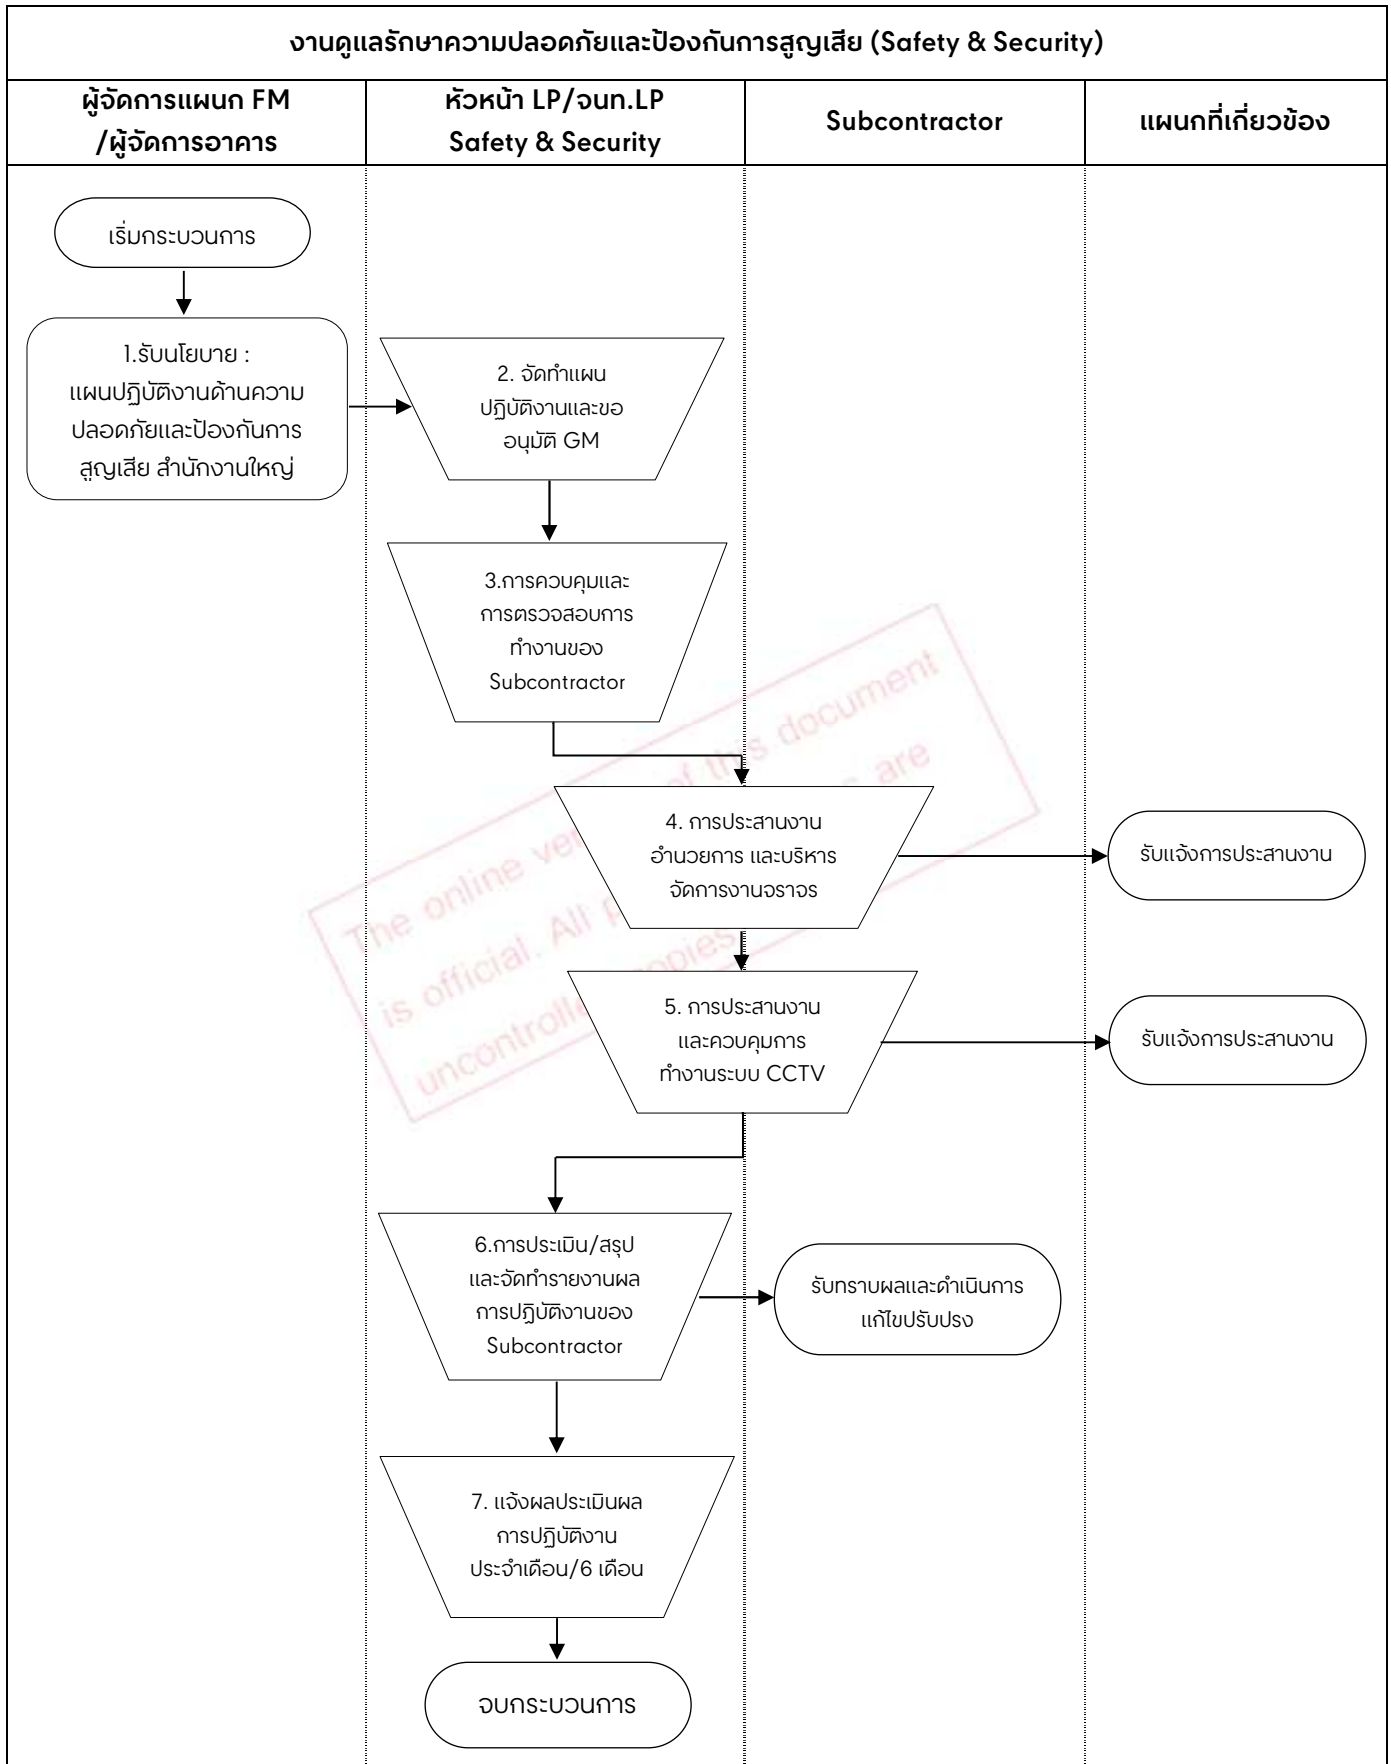 งานดูแลรักษาความปลอดภัยและป้องกันการสูญเสีย (Safety & Security)
ผู้จัดการแผนก FM
/ผู้จัดการอาคาร
หัวหน้า LP/จนท.LP
Safety & Security
Subcontractor
แผนกที่เกี่ยวข้อง
เริ่มกระบวนการ
1.รับนโยบาย :
แผนปฏิบัติงานด้านความ
ปลอดภัยและป้องกันการ
สูญเสีย สำนักงานใหญ่
2. จัดทำแผน
ปฏิบัติงานและขอ
อนุมัติ GM
3.การควบคุมและ
การตรวจสอบการ
ทำงานของ
Subcontractor
4. การประสานงาน
อำนวยการ และบริหาร
จัดการงานจราจร
รับแจ้งการประสานงาน
5. การประสานงาน
และควบคุมการ
ทำงานระบบ CCTV
รับแจ้งการประสานงาน
6.การประเมิน/สรุป
และจัดทำรายงานผล
การปฏิบัติงานของ
Subcontractor
รับทราบผลและดำเนินการ
แก้ไขปรับปรง
7. แจ้งผลประเมินผล
การปฏิบัติงาน
ประจำเดือน/6 เดือน
จบกระบวนการ
The online ver of this document
is official. All p are
uncontrolle opies